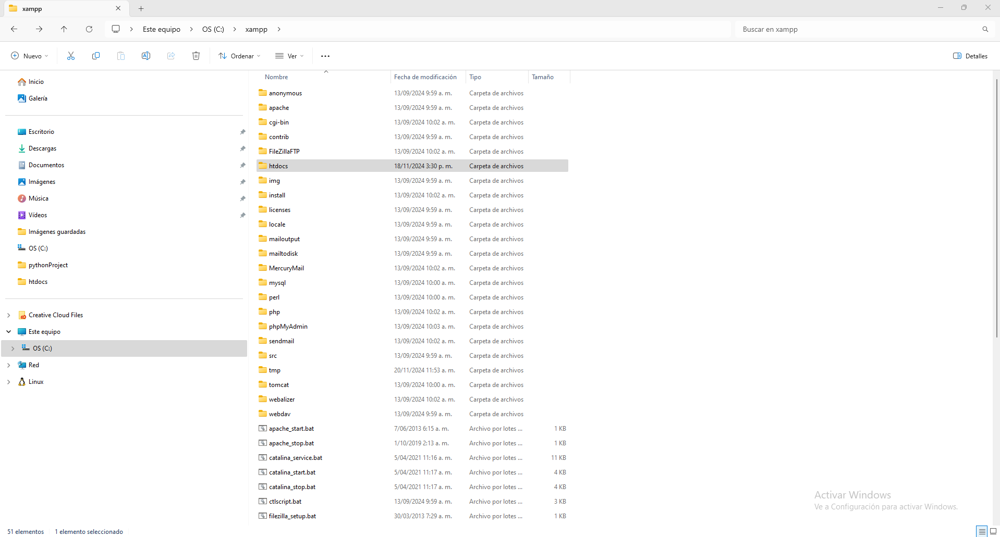 xampp
Este equipo OS (C:) xampp
Buscar en xampp
Nuevo Ordenar Ver Detalles
Inicio
Galería
Escritorio
Descargas
Documentos
Imágenes
Música
Vídeos
Imágenes guardadas
OS (C:)
pythonProject
htdocs
Creative Cloud Files
Este equipo
OS (C:)
Red
Linux
Nombre Fecha de modificación Tipo Tamaño
anonymous 13/09/2024 9:59 a. m. Carpeta de archivos
apache 13/09/2024 9:59 a. m. Carpeta de archivos
cgi-bin 13/09/2024 10:02 a. m. Carpeta de archivos
contrib 13/09/2024 9:59 a. m. Carpeta de archivos
FileZillaFTP 13/09/2024 10:02 a. m. Carpeta de archivos
htdocs 18/11/2024 3:30 p. m. Carpeta de archivos
img 13/09/2024 9:59 a. m. Carpeta de archivos
install 13/09/2024 10:02 a. m. Carpeta de archivos
licenses 13/09/2024 9:59 a. m. Carpeta de archivos
locale 13/09/2024 9:59 a. m. Carpeta de archivos
mailoutput 13/09/2024 9:59 a. m. Carpeta de archivos
mailtodisk 13/09/2024 9:59 a. m. Carpeta de archivos
MercuryMail 13/09/2024 10:02 a. m. Carpeta de archivos
mysql 13/09/2024 10:00 a. m. Carpeta de archivos
perl 13/09/2024 10:00 a. m. Carpeta de archivos
php 13/09/2024 10:02 a. m. Carpeta de archivos
phpMyAdmin 13/09/2024 10:03 a. m. Carpeta de archivos
sendmail 13/09/2024 10:02 a. m. Carpeta de archivos
src 13/09/2024 9:59 a. m. Carpeta de archivos
tmp 20/11/2024 11:53 a. m. Carpeta de archivos
tomcat 13/09/2024 10:00 a. m. Carpeta de archivos
webalizer 13/09/2024 10:02 a. m. Carpeta de archivos
webdav 13/09/2024 9:59 a. m. Carpeta de archivos
apache_start.bat 7/06/2013 6:15 a. m. Archivo por lotes ... 1 KB
apache_stop.bat 1/10/2019 2:13 a. m. Archivo por lotes ... 1 KB
catalina_service.bat 5/04/2021 11:16 a. m. Archivo por lotes ... 11 KB
catalina_start.bat 5/04/2021 11:17 a. m. Archivo por lotes ... 4 KB
catalina_stop.bat 5/04/2021 11:17 a. m. Archivo por lotes ... 4 KB
ctlscript.bat 13/09/2024 9:59 a. m. Archivo por lotes ... 3 KB
filezilla_setup.bat 30/03/2013 7:29 a. m. Archivo por lotes ... 1 KB
Activar Windows
Ve a Configuración para activar Windows.
51 elementos 1 elemento seleccionado